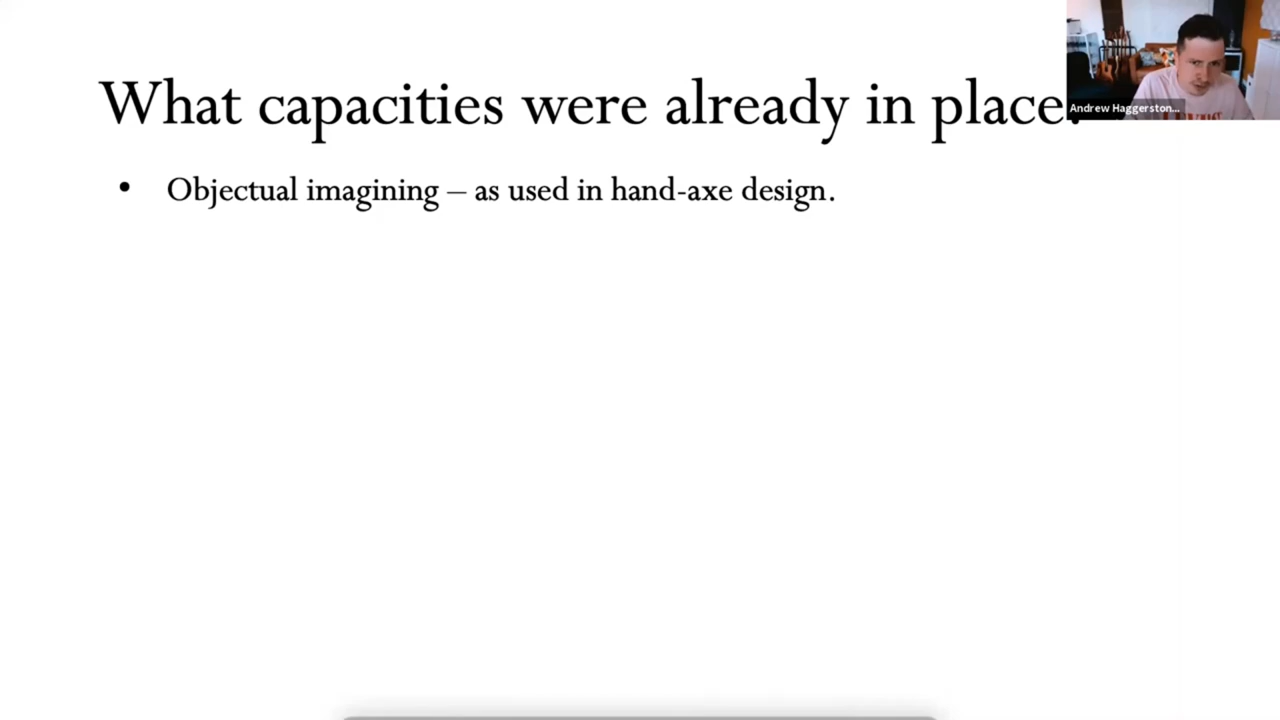 What capacities were already in place?
• Objectual imagining – as used in hand-axe design.
Andrew Haggerston...